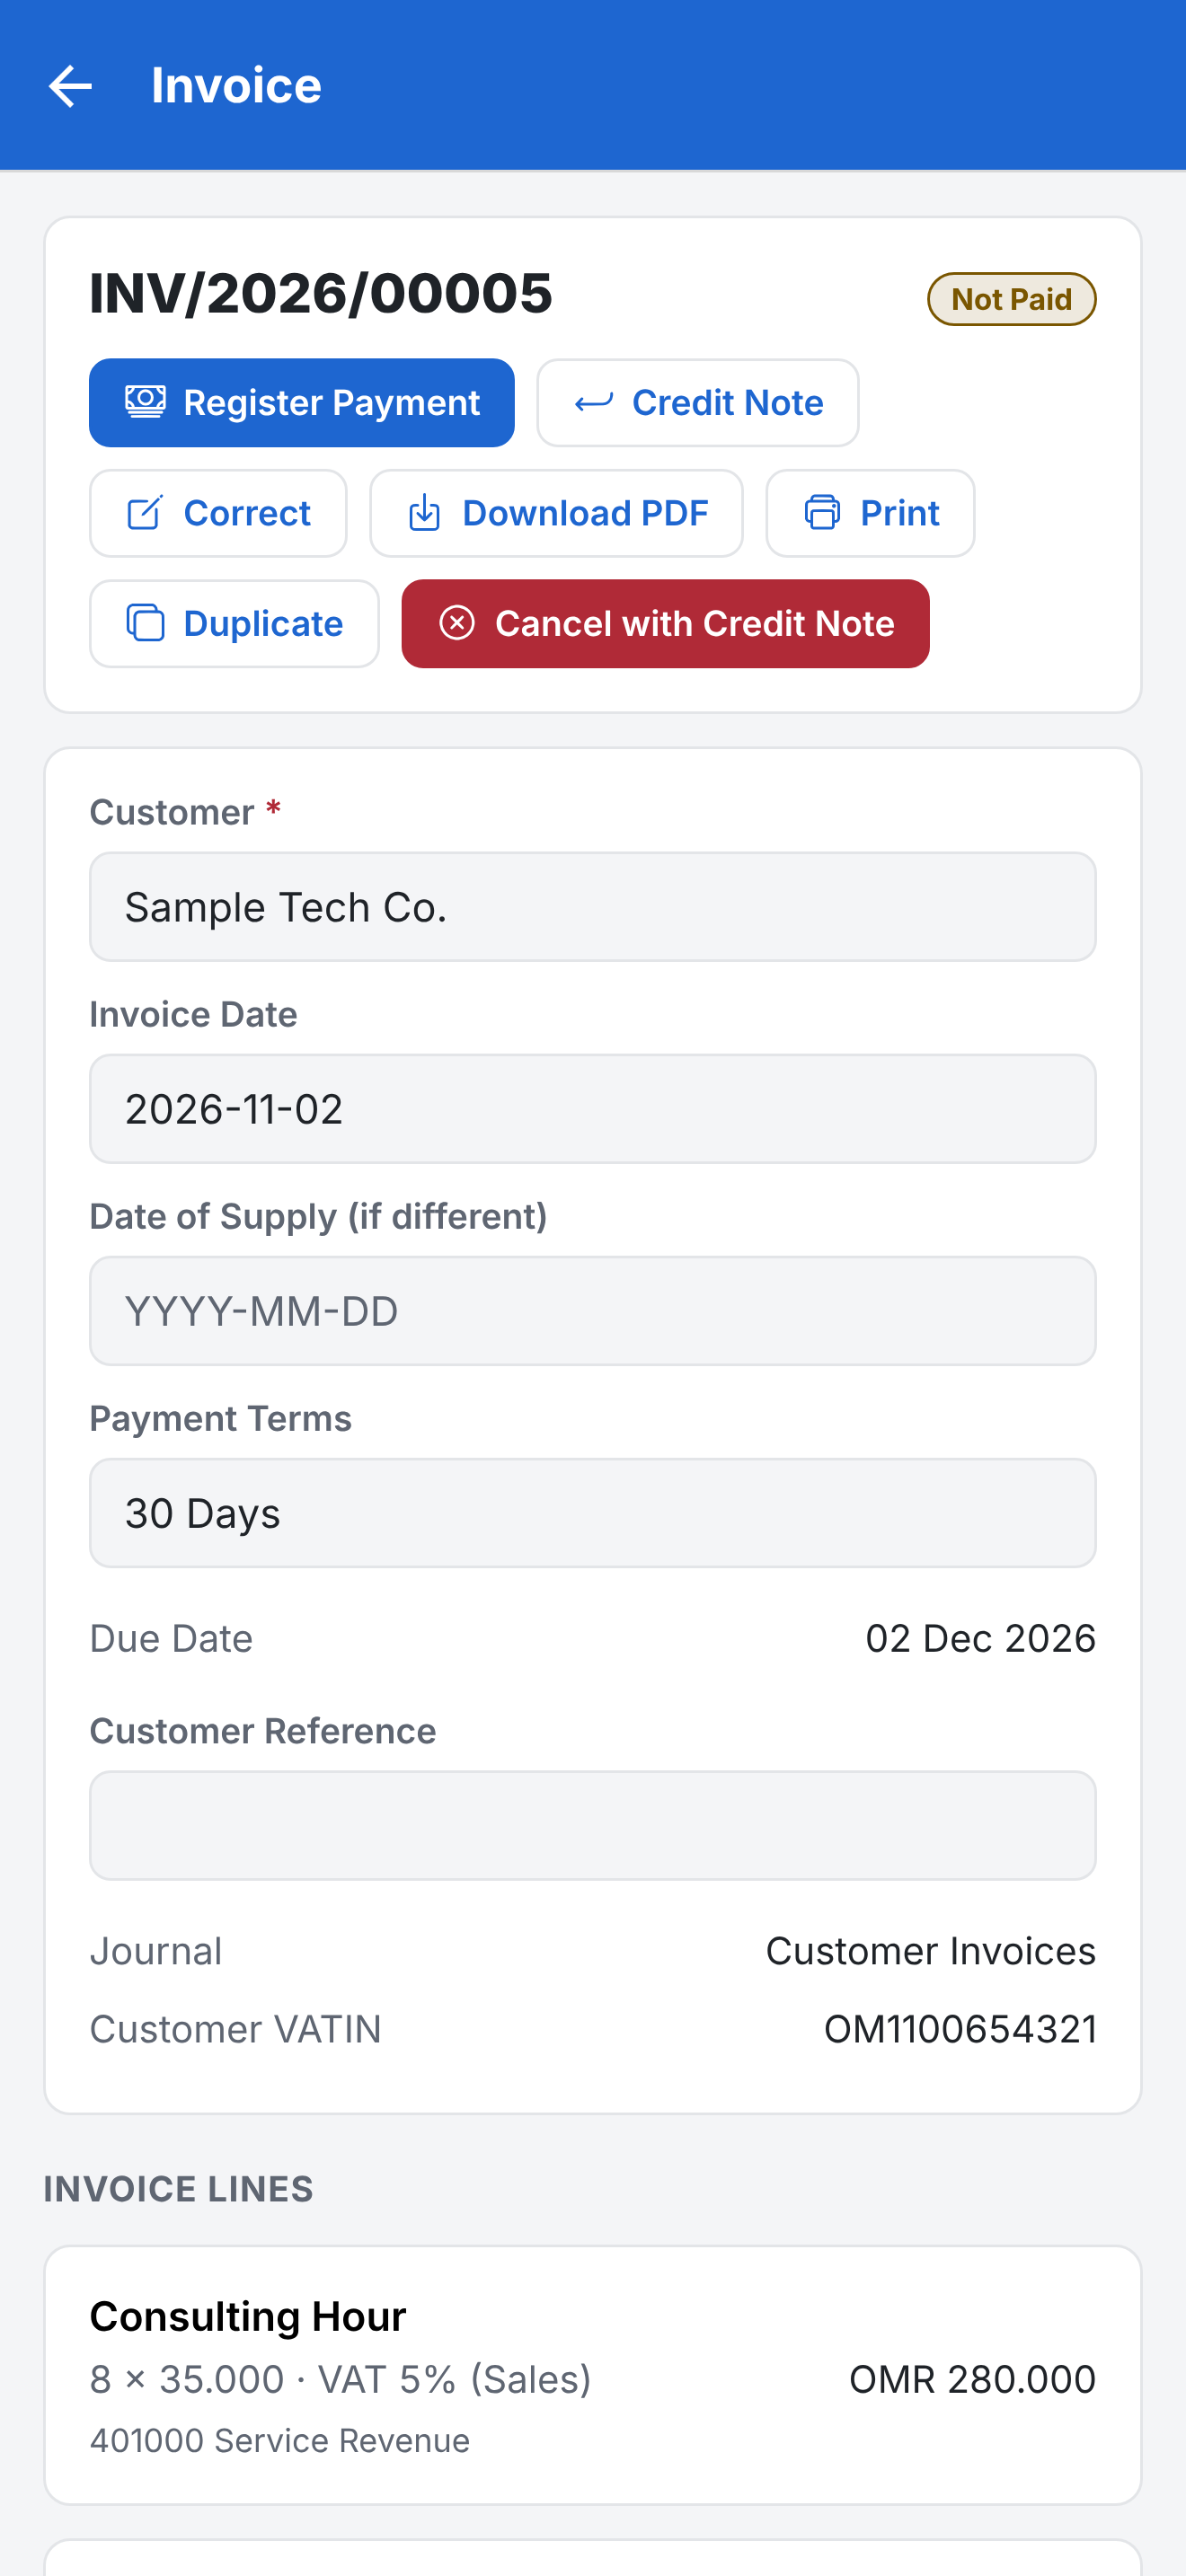 Invoice
INV/2026/00005
Not Paid
Register Payment
Credit Note
Correct
Download PDF
Print
Duplicate
Cancel with Credit Note
Customer *
Sample Tech Co.
Invoice Date
2026-11-02
Date of Supply (if different)
YYYY-MM-DD
Payment Terms
30 Days
Due Date
02 Dec 2026
Customer Reference
Journal
Customer Invoices
Customer VATIN
OM1100654321
INVOICE LINES
Consulting Hour
8 × 35.000 · VAT 5% (Sales)
OMR 280.000
401000 Service Revenue